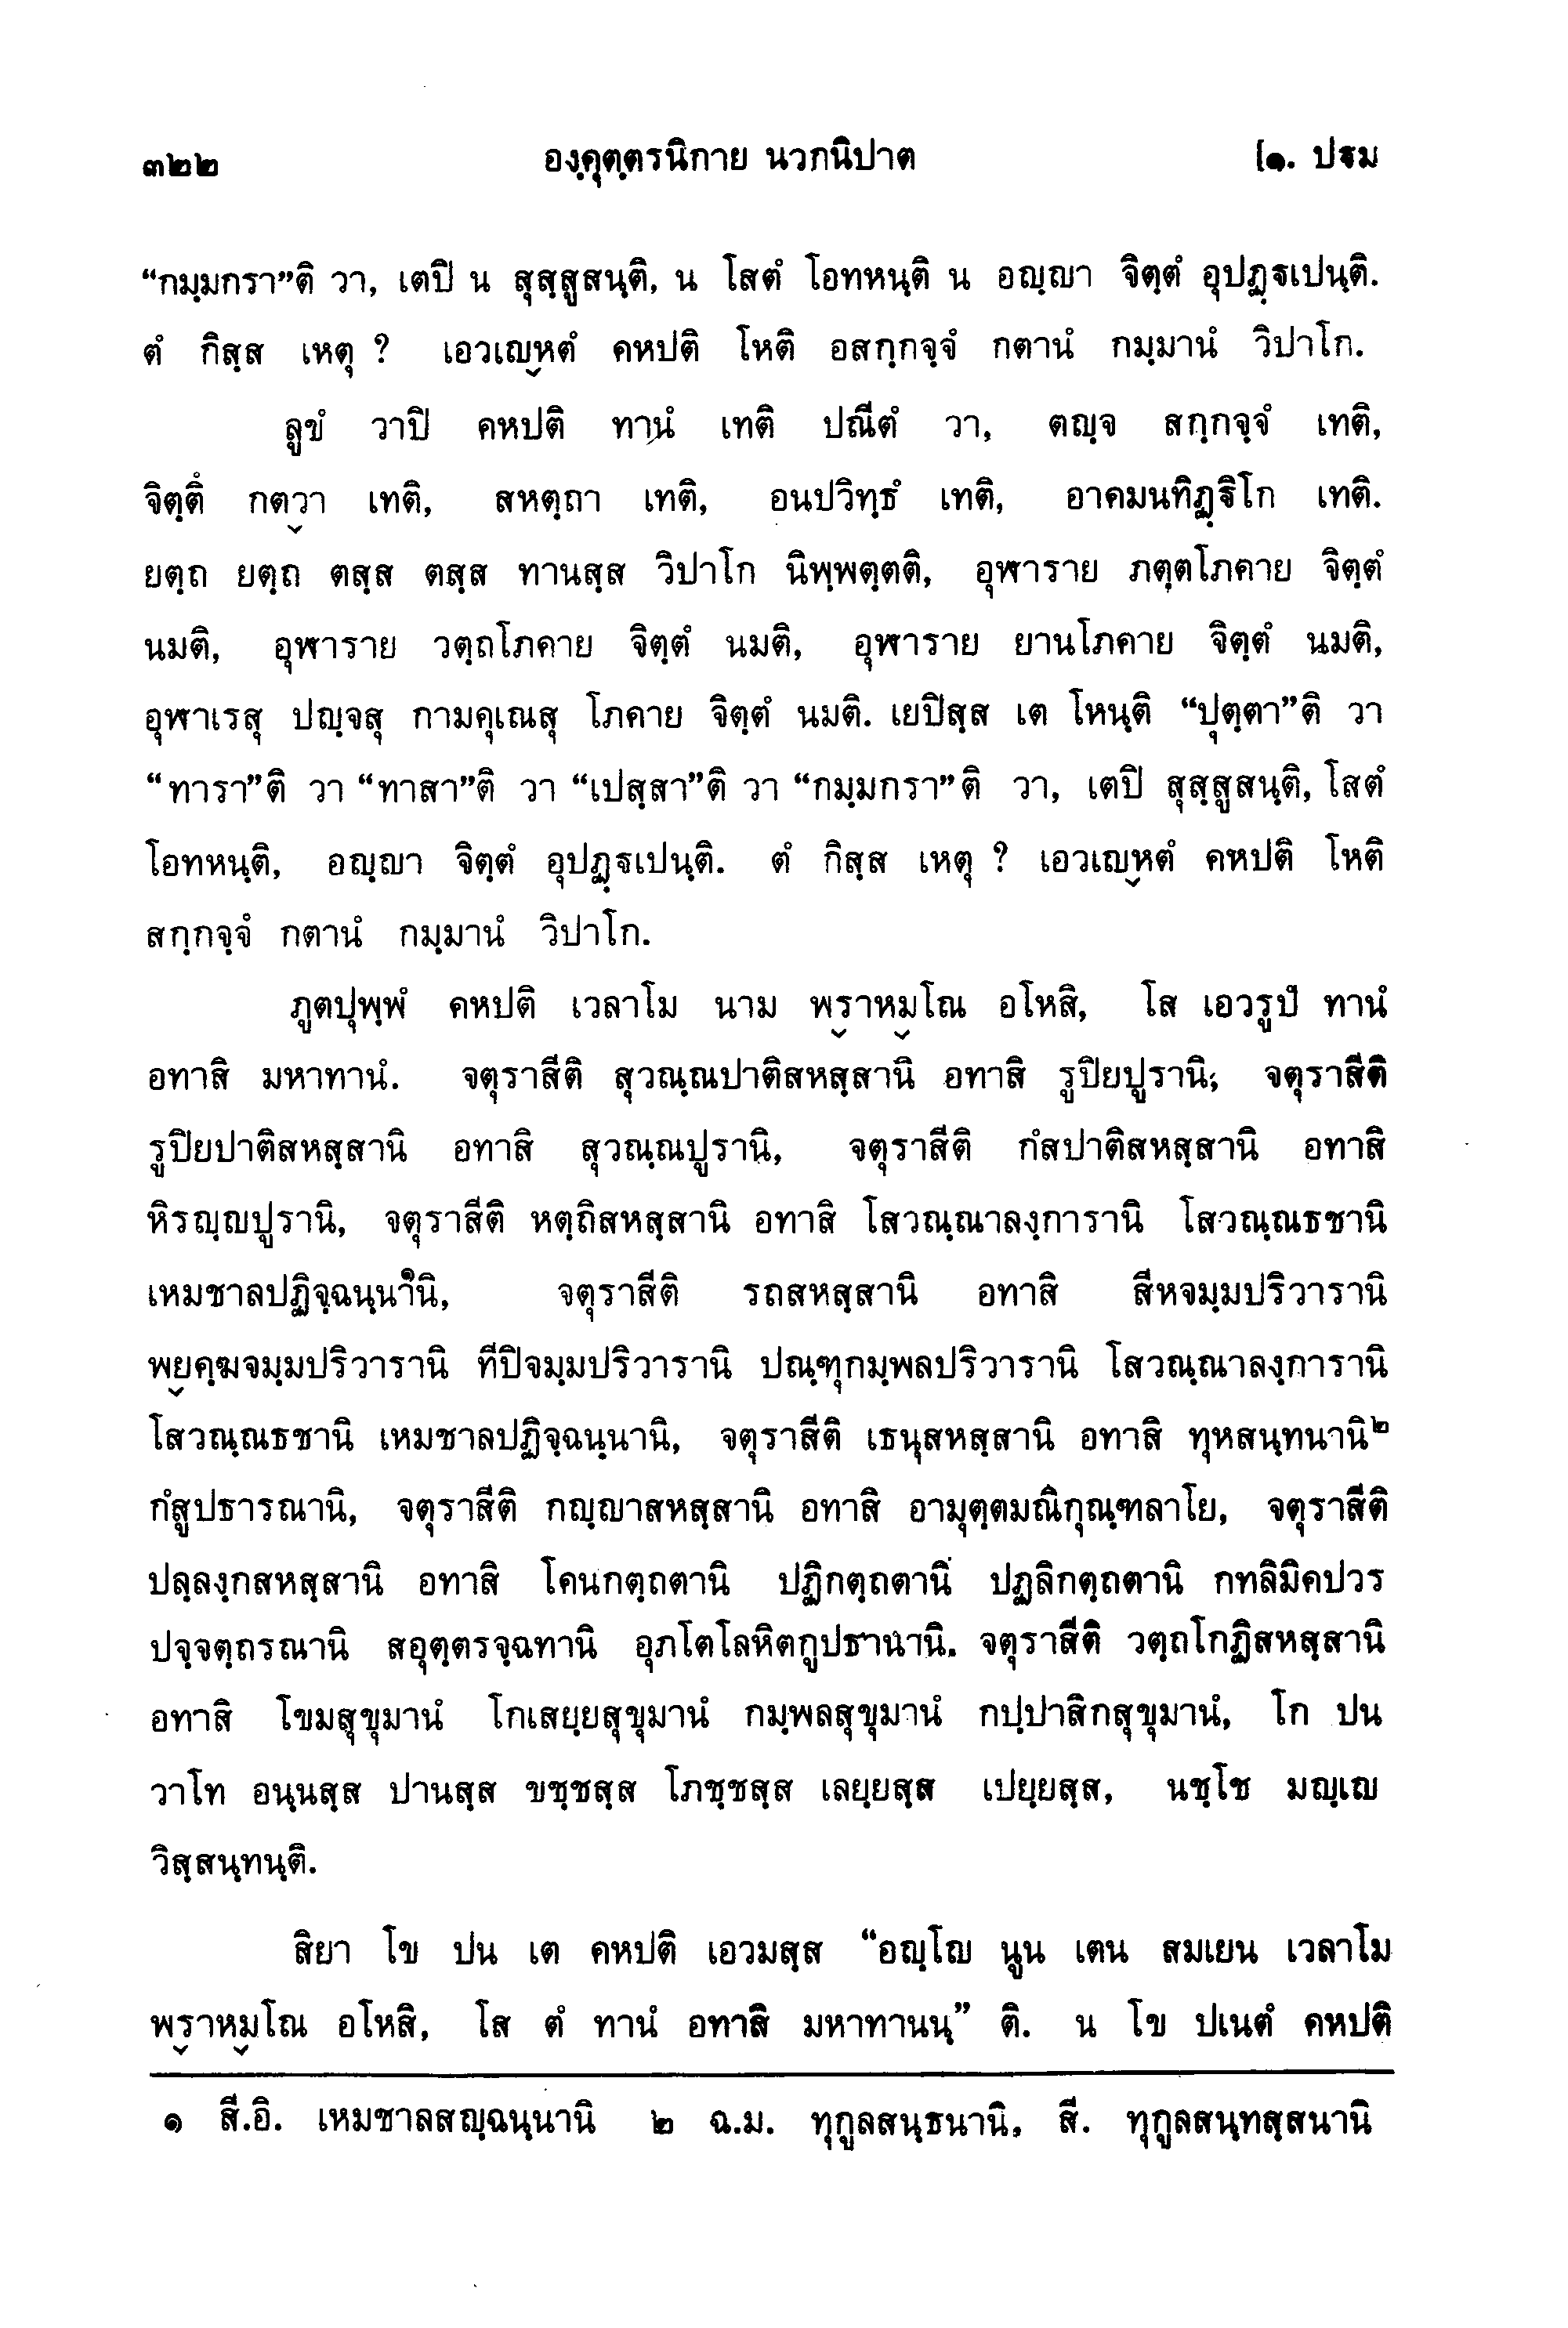 ๓๒๒ องฺคุตฺตรนิกาย นวกนิปาต [๑. ปฐม
“กมฺมกรา”ติ วา, เตปิ น สุสฺสูสนฺติ, น โสตํ โอทหนฺติ น อญฺญา จิตฺตํ อุปฏฺฐเปนฺติ.
ตํ กิสฺส เหตุ ? เอวเญฺหตํ คหปติ โหติ อสกฺกจฺจํ กตานํ กมฺมานํ วิปาโก.
ลูขํ วาปิ คหปติ ทานํ เทติ ปณีตํ วา, ตญฺจ สกฺกจฺจํ เทติ,
จิตฺตึ กตฺวา เทติ, สหตฺถา เทติ, อนปวิทฺธํ เทติ, อาคมนทิฏฺฐิโก เทติ.
ยตฺถ ยตฺถ ตสฺส ตสฺส ทานสฺส วิปาโก นิพฺพตฺตติ, อุฬาราย ภตฺตโภคาย จิตฺตํ
นมติ, อุฬาราย วตฺถโภคาย จิตฺตํ นมติ, อุฬาราย ยานโภคาย จิตฺตํ นมติ,
อุฬาเรสุ ปญฺจสุ กามคุเณสุ โภคาย จิตฺตํ นมติ. เยปิสฺส เต โหนฺติ “ปุตฺตา”ติ วา
“ทารา”ติ วา “ทาสา”ติ วา “เปสฺสา”ติ วา “กมฺมกรา”ติ วา, เตปิ สุสฺสูสนฺติ, โสตํ
โอทหนฺติ, อญฺญา จิตฺตํ อุปฏฺฐเปนฺติ. ตํ กิสฺส เหตุ ? เอวเญฺหตํ คหปติ โหติ
สกฺกจฺจํ กตานํ กมฺมานํ วิปาโก.
ภูตปุพฺพํ คหปติ เวลาโม นาม พฺราหฺมโณ อโหสิ, โส เอวรูปํ ทานํ
อทาสิ มหาทานํ. จตุราสีติ สุวณฺณปาติสหสฺสานิ อทาสิ รูปิยปูรานิ; จตุราสีติ
รูปิยปาติสหสฺสานิ อทาสิ สุวณฺณปูรานิ, จตุราสีติ กํสปาติสหสฺสานิ อทาสิ
หิรญฺญปูรานิ, จตุราสีติ หตฺถิสหสฺสานิ อทาสิ โสวณฺณาลงฺการานิ โสวณฺณธชานิ
เหมชาลปฏิจฺฉนฺนานิ๑, จตุราสีติ รถสหสฺสานิ อทาสิ สีหจมฺมปริวารานิ
พฺยคฺฆจมฺมปริวารานิ ทีปิจมฺมปริวารานิ ปณฺฑุกมฺพลปริวารานิ โสวณฺณาลงฺการานิ
โสวณฺณธชานิ เหมชาลปฏิจฺฉนฺนานิ, จตุราสีติ เธนุสหสฺสานิ อทาสิ ทุหสนฺทนานิ๒
กํสูปธารณานิ, จตุราสีติ กญฺญาสหสฺสานิ อทาสิ อามุตฺตมณิกุณฺฑลาโย, จตุราสีติ
ปลฺลงฺกสหสฺสานิ อทาสิ โคนกตฺถตานิ ปฏิกตฺถตานิ ปฏลิกตฺถตานิ กทลิมิคปวร
ปจฺจตฺถรณานิ สอุตฺตรจฺฉทานิ อุภโตโลหิตกูปธานานิ. จตุราสีติ วตฺถโกฏิสหสฺสานิ
อทาสิ โขมสุขุมานํ โกเสยฺยสุขุมานํ กมฺพลสุขุมานํ กปฺปาสิกสุขุมานํ, โก ปน
วาโท อนฺนสฺส ปานสฺส ขชฺชสฺส โภชฺชสฺส เลยฺยสฺส เปยฺยสฺส, นชฺโช มญฺเญ
วิสฺสนฺทนฺติ.
สิยา โข ปน เต คหปติ เอวมสฺส “อญฺโญ นูน เตน สมเยน เวลาโม
พฺราหฺมโณ อโหสิ, โส ตํ ทานํ อทาสิ มหาทานนฺ” ติ. น โข ปเนตํ คหปติ
๑ สี.อิ. เหมชาลสญฺฉนฺนานิ ๒ ฉ.ม. ทุกูลสนฺธนานิ, สี. ทุกูลสนฺทสฺสนานิ